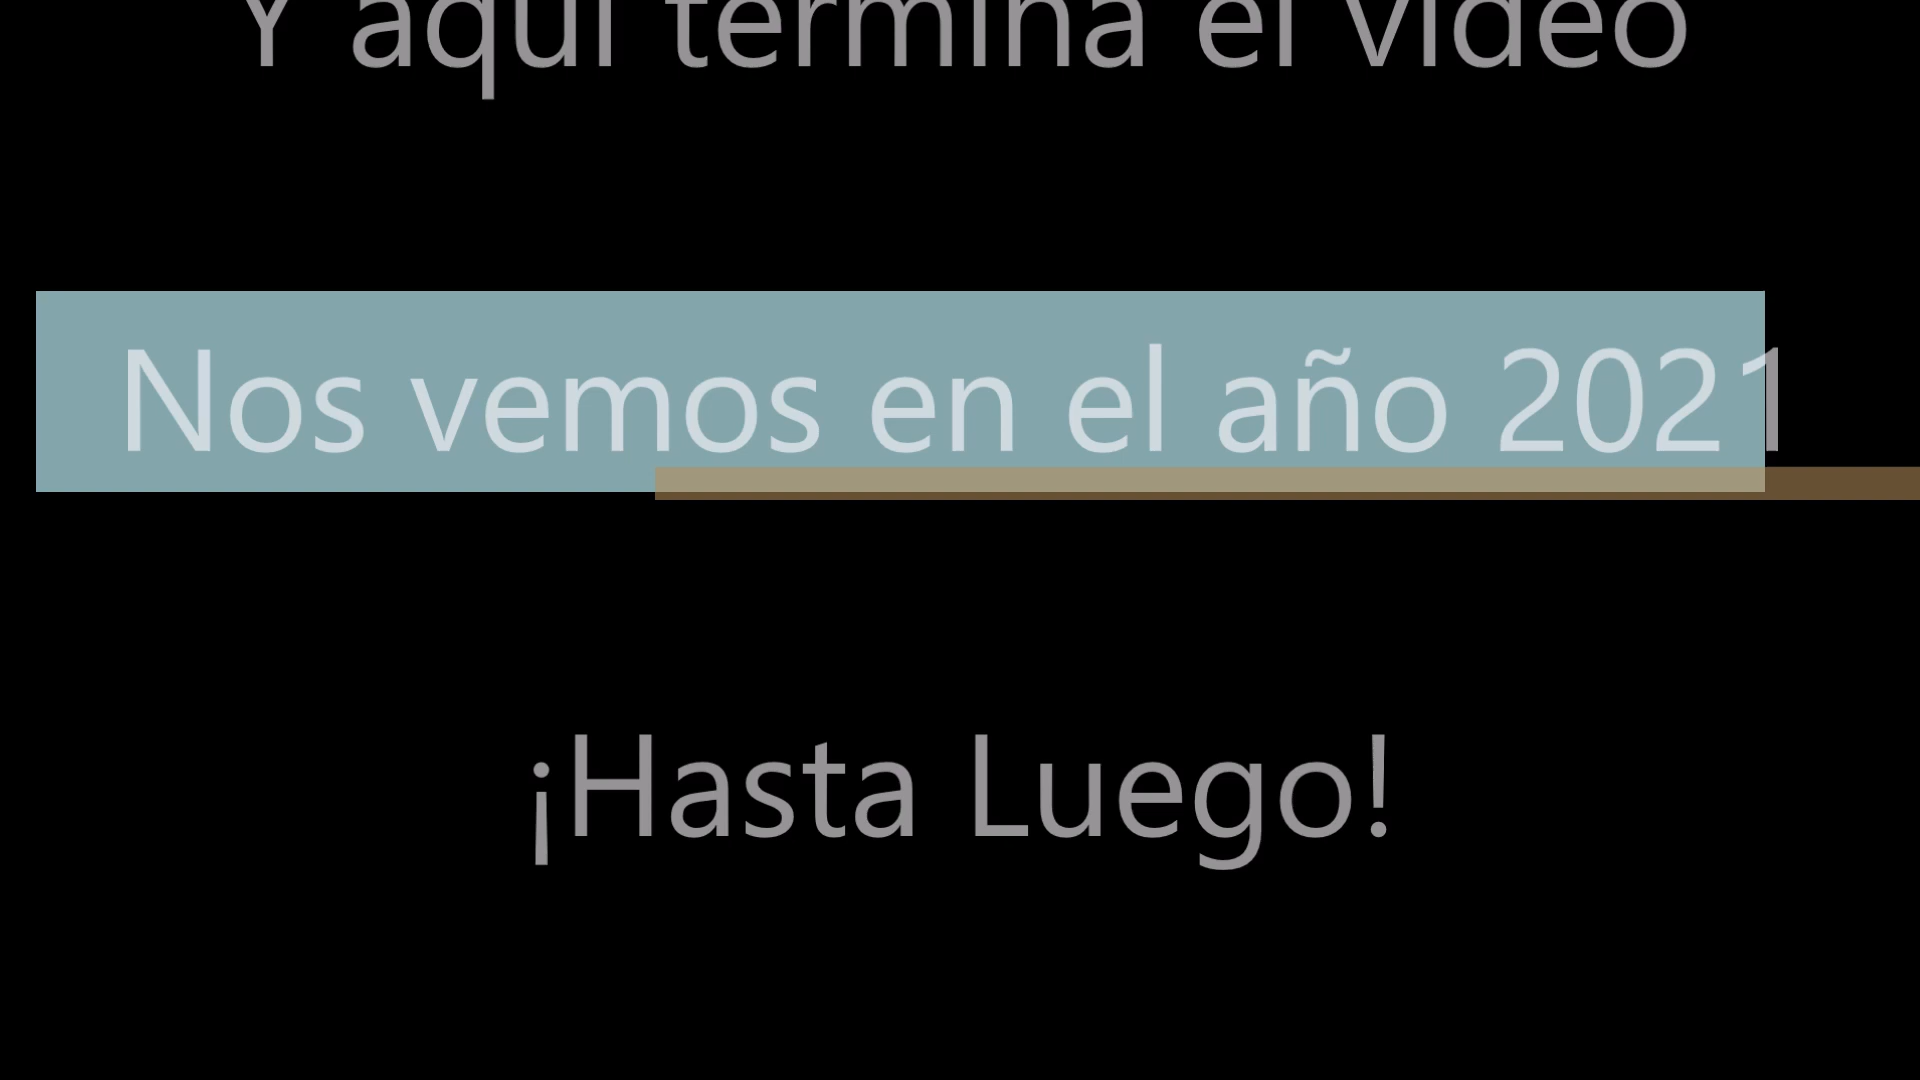 Y aquí termina el video
Nos vemos en el año 2021
¡Hasta Luego!